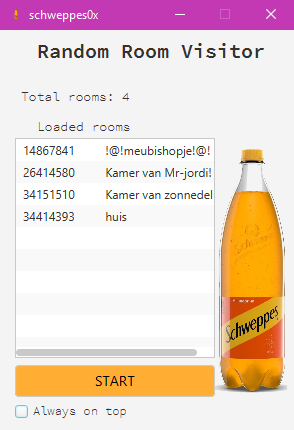 schweppes0x
Random Room Visitor
Total rooms: 4
Loaded rooms
14867841 !@!meubishopje!@!
26414580 Kamer van Mr-jordi!
34151510 Kamer van zonnedel
34414393 huis
Schweppes
START
Always on top